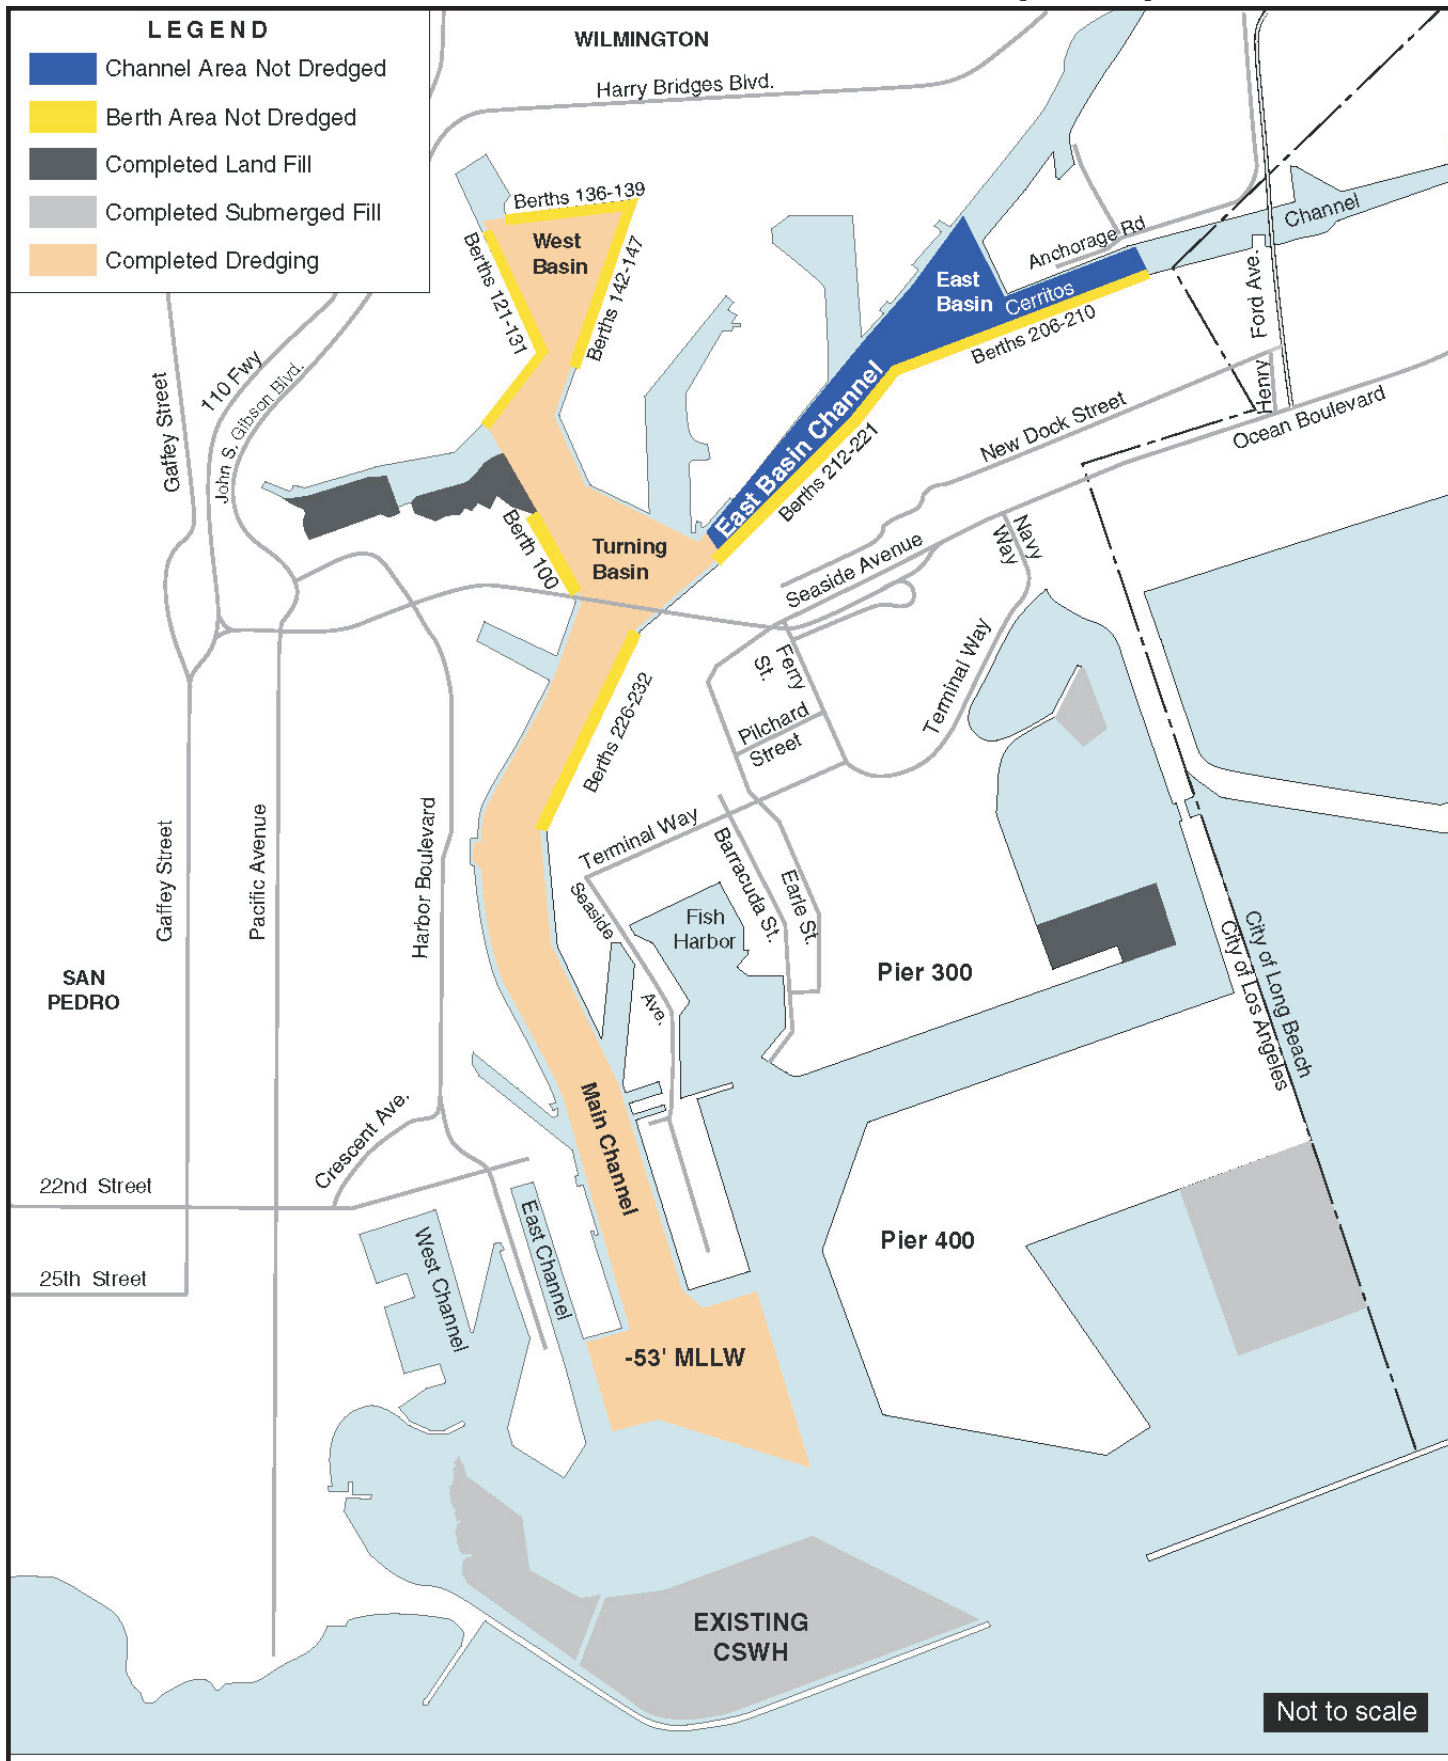 LEGEND
Channel Area Not Dredged
Berth Area Not Dredged
Completed Land Fill
Completed Submerged Fill
Completed Dredging
WILMINGTON
Harry Bridges Blvd.
Berths 136-139
West
Basin
Berths 121-131
Berths 142-147
East
Basin
Anchorage Rd
Channel
Cerritos
Berths 206-210
Ford Ave.
Henry
110 Fwy
John S. Gibson Blvd.
Gaffey Street
East Basin Channel
Berths 212-221
New Dock Street
Ocean Boulevard
Berth 100
Turning
Basin
Seaside Avenue
Navy
Way
Ferry
St.
Terminal Way
Pilchard
Street
Berths 226-232
Terminal Way
Barracuda St.
Earle St.
Seaside
Ave.
Fish
Harbor
Gaffey Street
Pacific Avenue
Harbor Boulevard
SAN
PEDRO
Pier 300
City of Long Beach
City of Los Angeles
Main Channel
Crescent Ave.
22nd Street
25th Street
West Channel
East Channel
Pier 400
-53' MLLW
EXISTING
CSWH
Not to scale